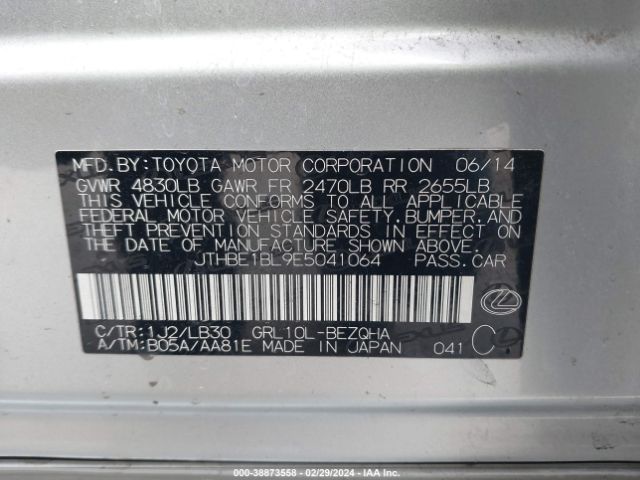 MFD. BY: TOYOTA MOTOR CORPORATION 06/14
GVWR 4830LB GAWR FR 2470LB RR 2655LB
THIS VEHICLE CONFORMS TO ALL APPLICABLE
FEDERAL MOTOR VEHICLE SAFETY, BUMPER, AND
THEFT PREVENTION STANDARDS IN EFFECT ON
THE DATE OF MANUFACTURE SHOWN ABOVE.
JTHBE1BL9E5041064 PASS. CAR
C/TR: 1J2/LB30 GRL10L-BEZQHA
A/TM: B05A/AA81E MADE IN JAPAN 041 C
000-38873558 - 02/29/2024 - IAA Inc.